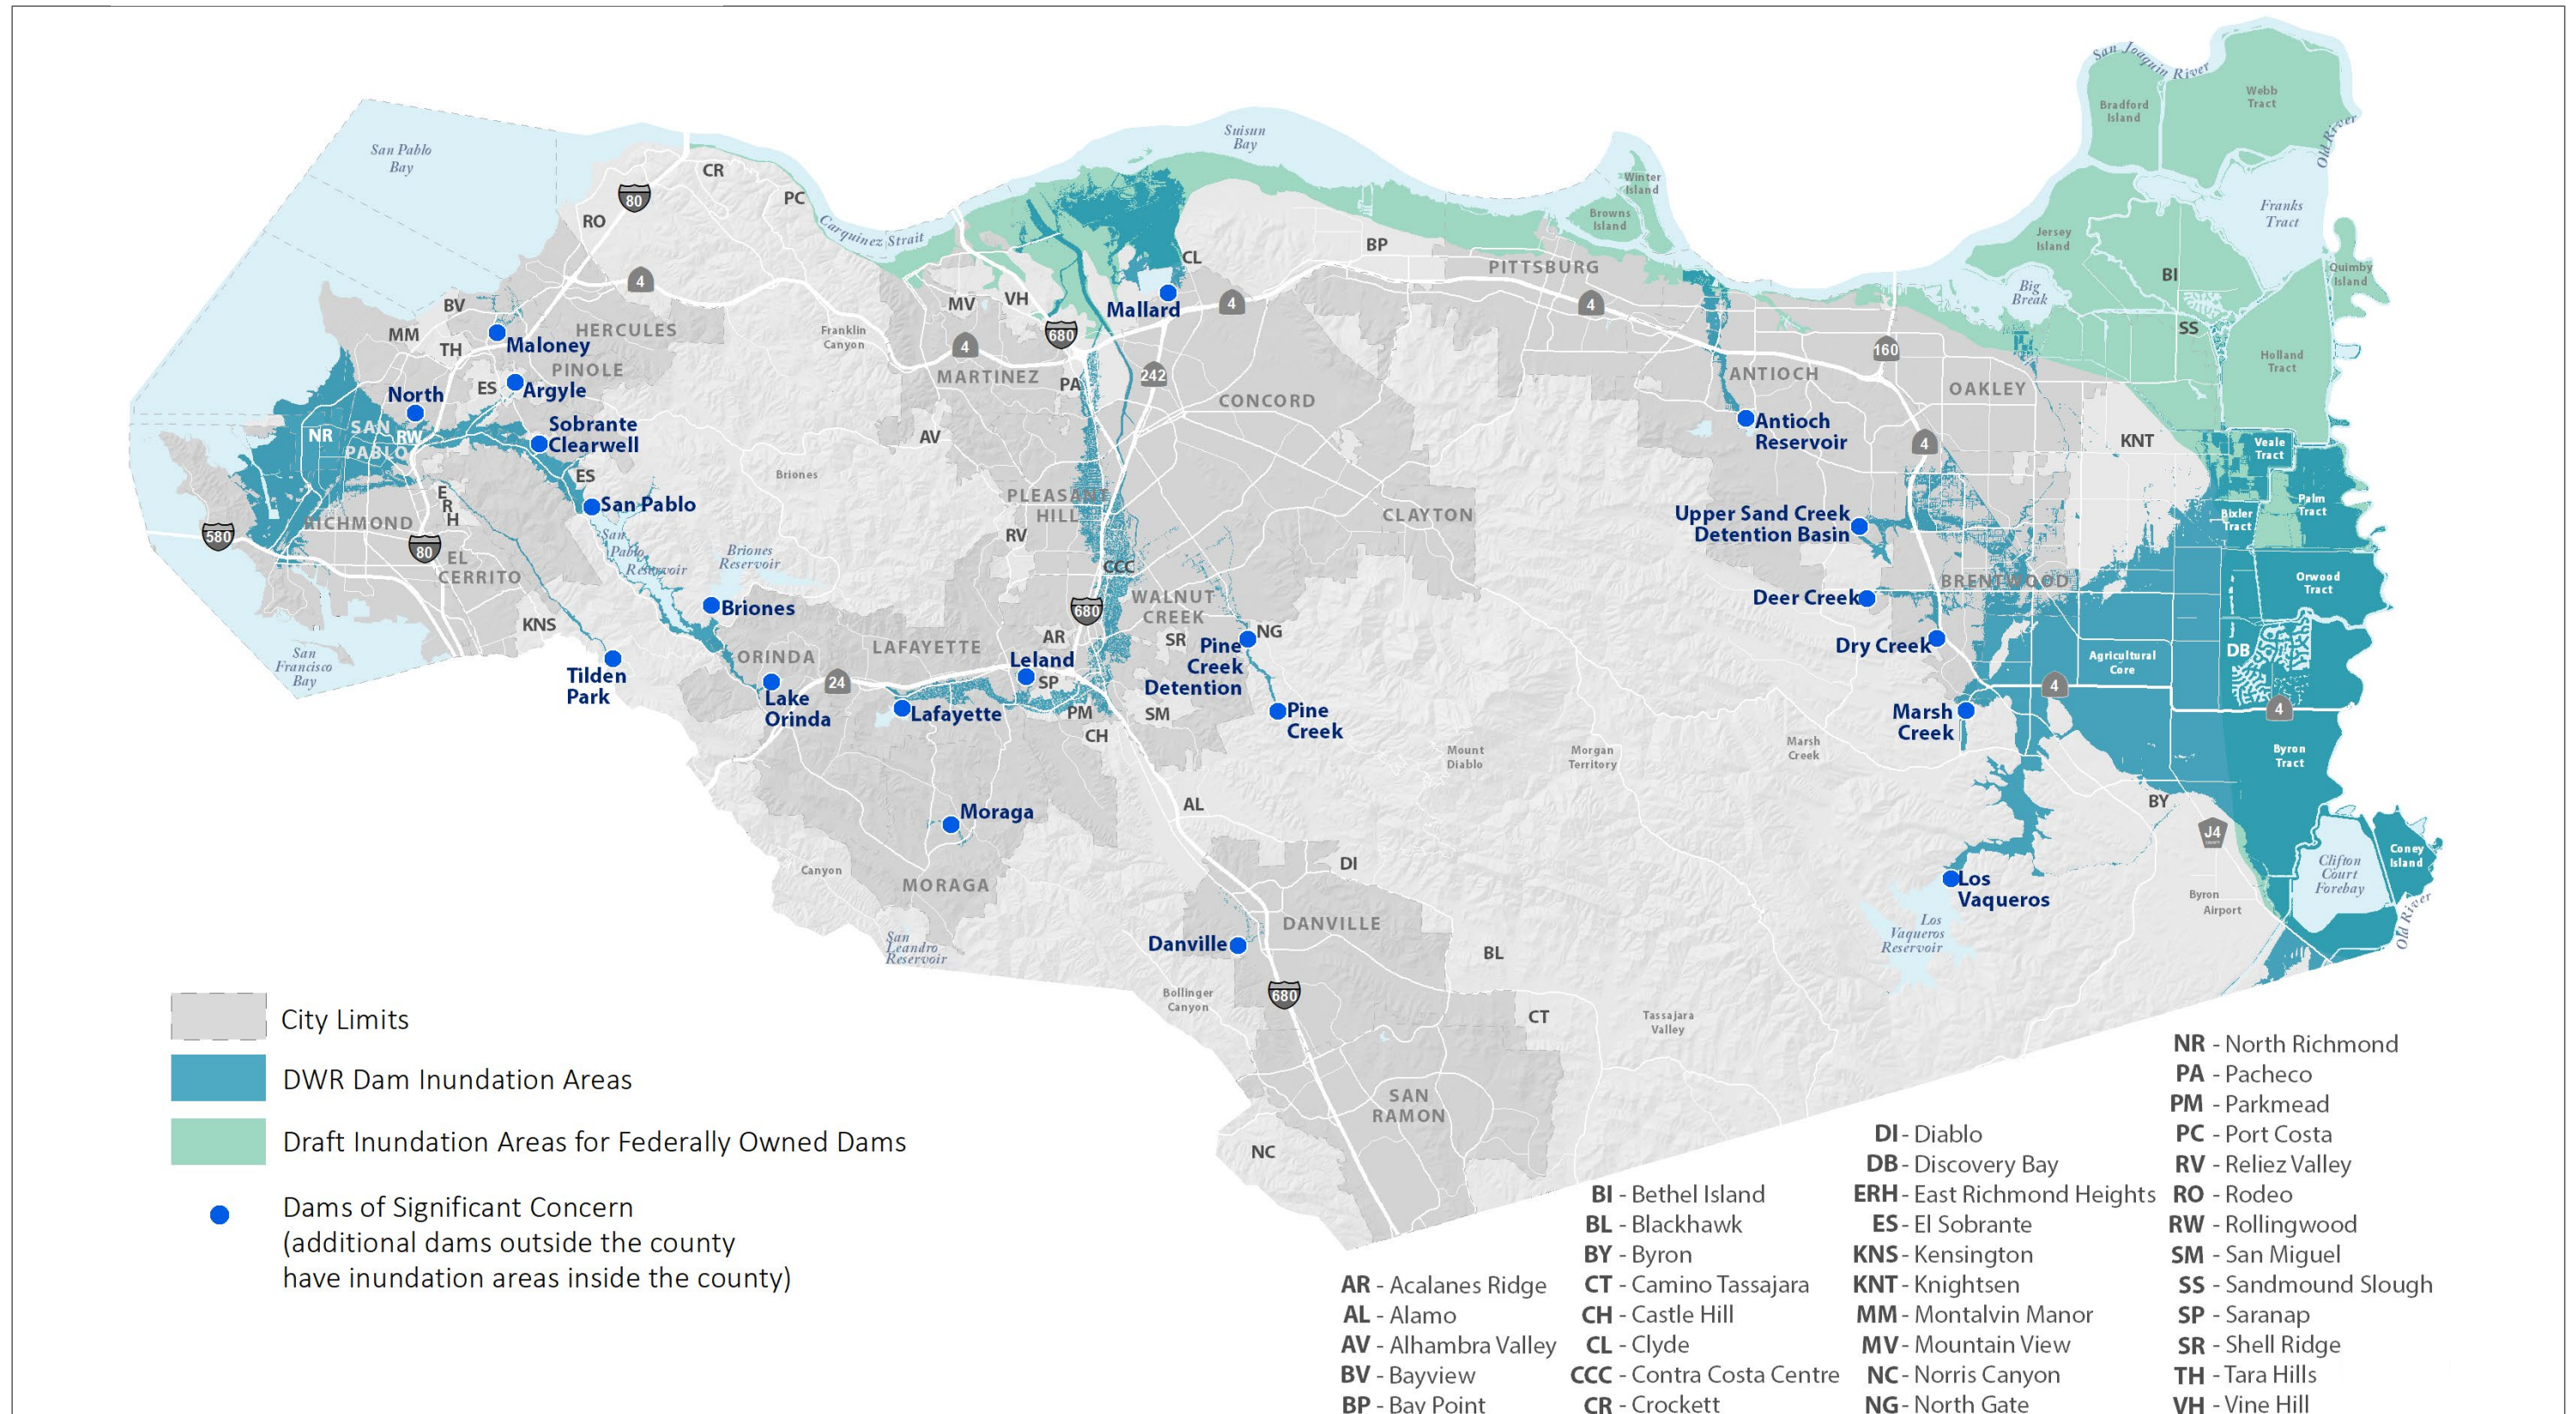 San Pablo
Bay
Suisun
Bay
San Joaquin River
Bradford
Island
Webb
Tract
Old River
Franks
Tract
Winter
Island
Browns
Island
Jersey
Island
Quimby
Island
Big
Break
BI
SS
Holland
Tract
CR
80
PC
RO
Carquinez Strait
4
CL
Mallard
BP
PITTSBURG
4
4
BV
MM
TH
Maloney
HERCULES
PINOLE
Franklin
Canyon
MV
VH
680
4
MARTINEZ
PA
242
CONCORD
160
ANTIOCH
OAKLEY
North
ES
Argyle
Sobrante
Clearwell
NR
SAN
PABLO
RW
ES
San Pablo
AV
Briones
Antioch
Reservoir
4
KNT
Veale
Tract
Palm
Tract
Bixler
Tract
Orwood
Tract
E
R
H
RICHMOND
580
80
EL
CERRITO
San
Pablo
Reservoir
Briones
Reservoir
Briones
PLEASANT
HILL
RV
CCC
CLAYTON
Upper Sand Creek
Detention Basin
BRENTWOOD
Deer Creek
Dry Creek
Agricultural
Core
DB
KNS
San
Francisco
Bay
Tilden
Park
ORINDA
LAFAYETTE
24
Lake
Orinda
Lafayette
680
AR
Leland
SP
WALNUT
CREEK
SR
NG
Pine
Creek
Detention
Pine
Creek
PM
SM
CH
4
4
Marsh
Creek
Mount
Diablo
Morgan
Territory
Marsh
Creek
Byron
Tract
Moraga
AL
BY
J4
Clifton
Court
Forebay
Coney
Island
Canyon
MORAGA
DI
Los
Vaqueros
Byron
Airport
Old River
San
Leandro
Reservoir
Danville
DANVILLE
BL
Los
Vaqueros
Reservoir
Bollinger
Canyon
680
CT
Tassajara
Valley
SAN
RAMON
NC
City Limits
DWR Dam Inundation Areas
Draft Inundation Areas for Federally Owned Dams
Dams of Significant Concern
(additional dams outside the county
have inundation areas inside the county)
AR - Acalanes Ridge
AL - Alamo
AV - Alhambra Valley
BV - Bayview
BP - Bay Point
BI - Bethel Island
BL - Blackhawk
BY - Byron
CT - Camino Tassajara
CH - Castle Hill
CL - Clyde
CCC - Contra Costa Centre
CR - Crockett
DI - Diablo
DB - Discovery Bay
ERH - East Richmond Heights
ES - El Sobrante
KNS - Kensington
KNT - Knightsen
MM - Montalvin Manor
MV - Mountain View
NC - Norris Canyon
NG - North Gate
NR - North Richmond
PA - Pacheco
PM - Parkmead
PC - Port Costa
RV - Reliez Valley
RO - Rodeo
RW - Rollingwood
SM - San Miguel
SS - Sandmound Slough
SP - Saranap
SR - Shell Ridge
TH - Tara Hills
VH - Vine Hill